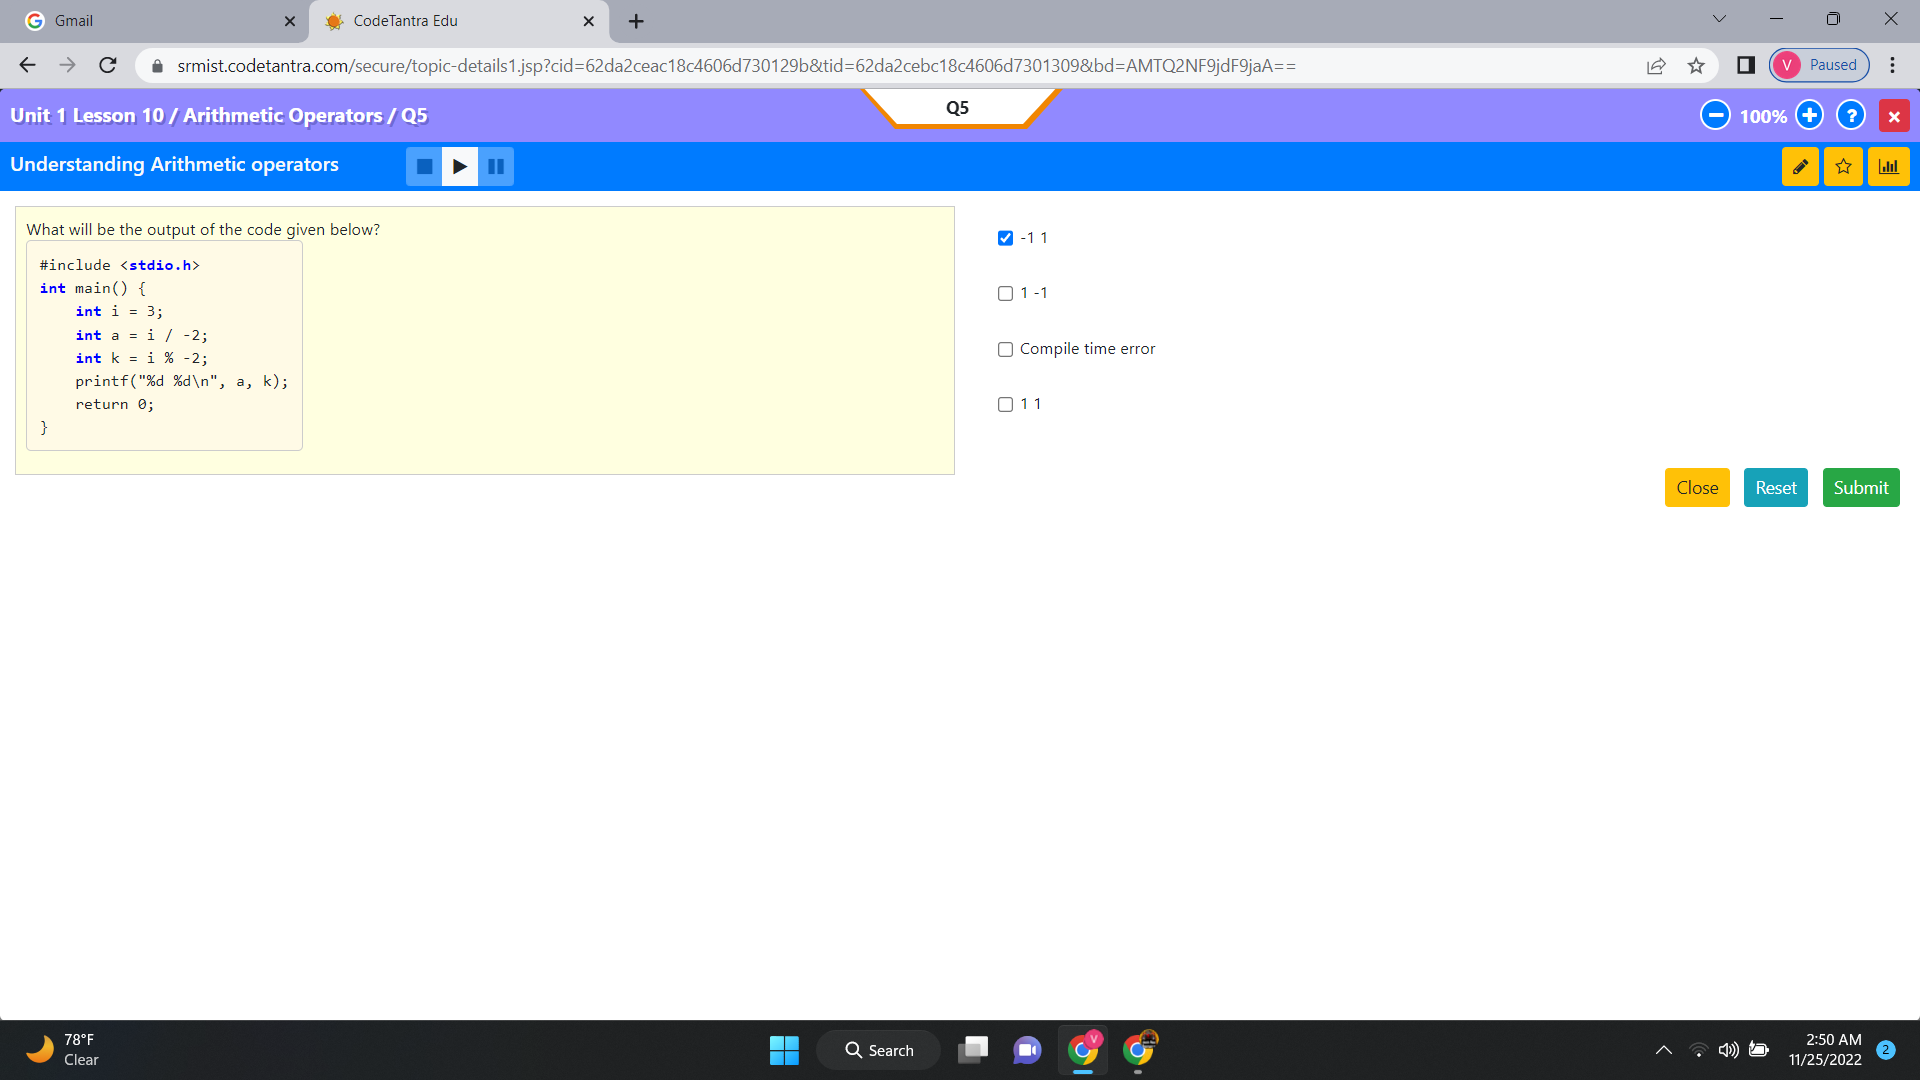 Gmail
CodeTantra Edu
srmist.codetantra.com/secure/topic-details1.jsp?cid=62da2ceac18c4606d730129b&tid=62da2cebc18c4606d7301309&bd=AMTQ2NF9jdF9jaA==
V Paused
Unit 1 Lesson 10 / Arithmetic Operators / Q5
Q5
100%
?
Understanding Arithmetic operators
What will be the output of the code given below?
#include <stdio.h>
int main() {
    int i = 3;
    int a = i / -2;
    int k = i % -2;
    printf("%d %d\n", a, k);
    return 0;
}
-1 1
1 -1
Compile time error
1 1
Close
Reset
Submit
78°F
Clear
Search
V
2:50 AM
11/25/2022
2